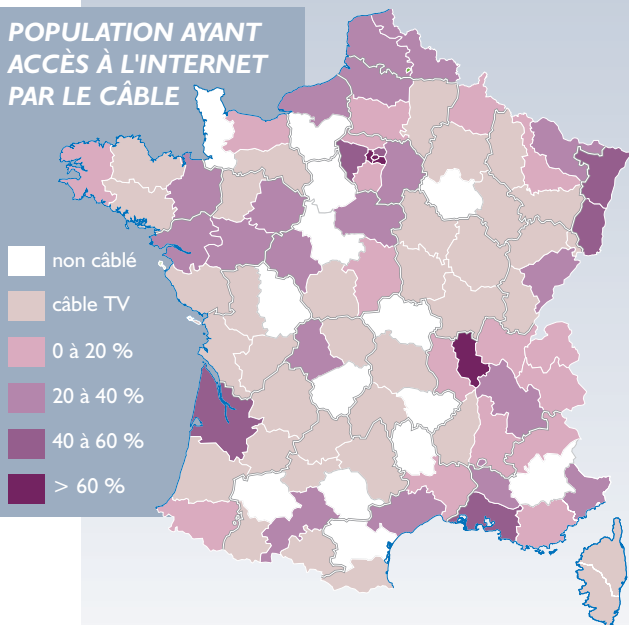 POPULATION AYANT
ACCÈS À L'INTERNET
PAR LE CÂBLE
non câblé
câble TV
0 à 20 %
20 à 40 %
40 à 60 %
> 60 %